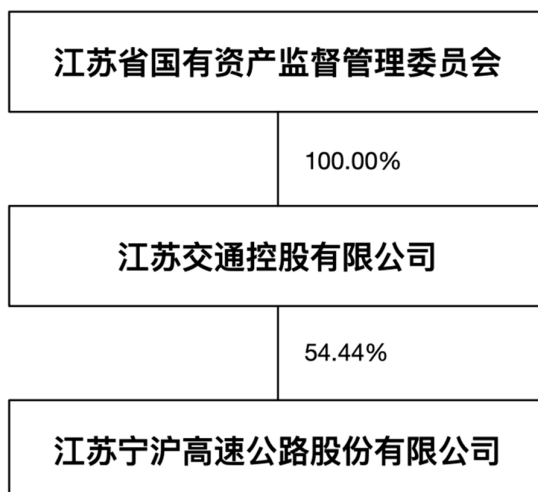 江苏省国有资产监督管理委员会
100.00%
江苏交通控股有限公司
54.44%
江苏宁沪高速公路股份有限公司